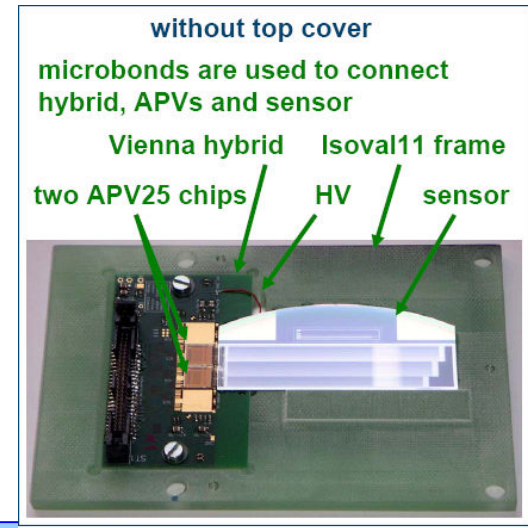 without top cover
microbonds are used to connect
hybrid, APVs and sensor
Vienna hybrid Isoval11 frame
two APV25 chips HV sensor